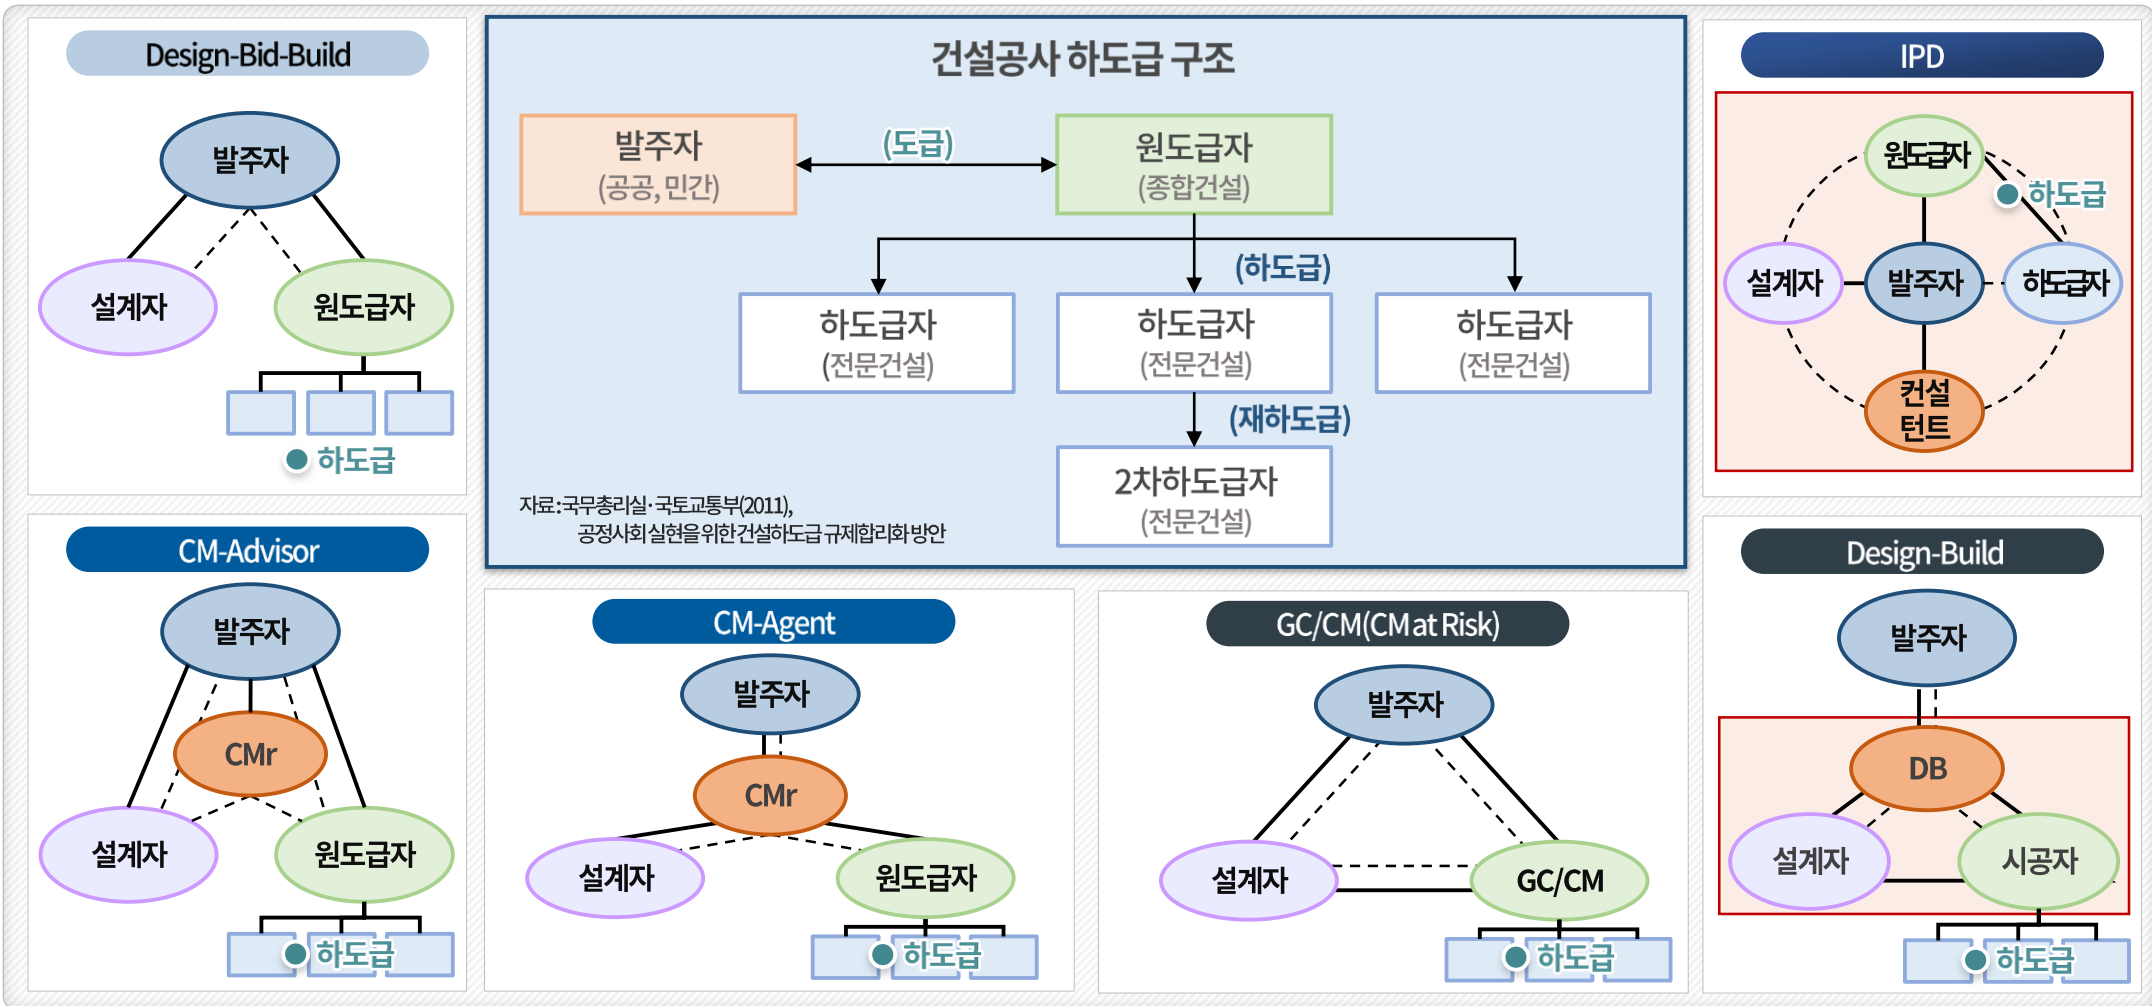 Design-Bid-Build
발주자
설계자
원도급자
하도급
건설공사 하도급 구조
발주자
(공공, 민간)
(도급)
원도급자
(종합건설)
(하도급)
하도급자
(전문건설)
하도급자
(전문건설)
하도급자
(전문건설)
(재하도급)
2차하도급자
(전문건설)
자료 : 국무총리실·국토교통부(2011),
공정사회 실현을 위한 건설하도급 규제합리화 방안
IPD
원도급자
하도급
설계자
발주자
하도급자
컨설
턴트
CM-Advisor
발주자
CMr
설계자
원도급자
하도급
CM-Agent
발주자
CMr
설계자
원도급자
하도급
GC/CM(CM at Risk)
발주자
설계자
GC/CM
하도급
Design-Build
발주자
DB
설계자
시공자
하도급